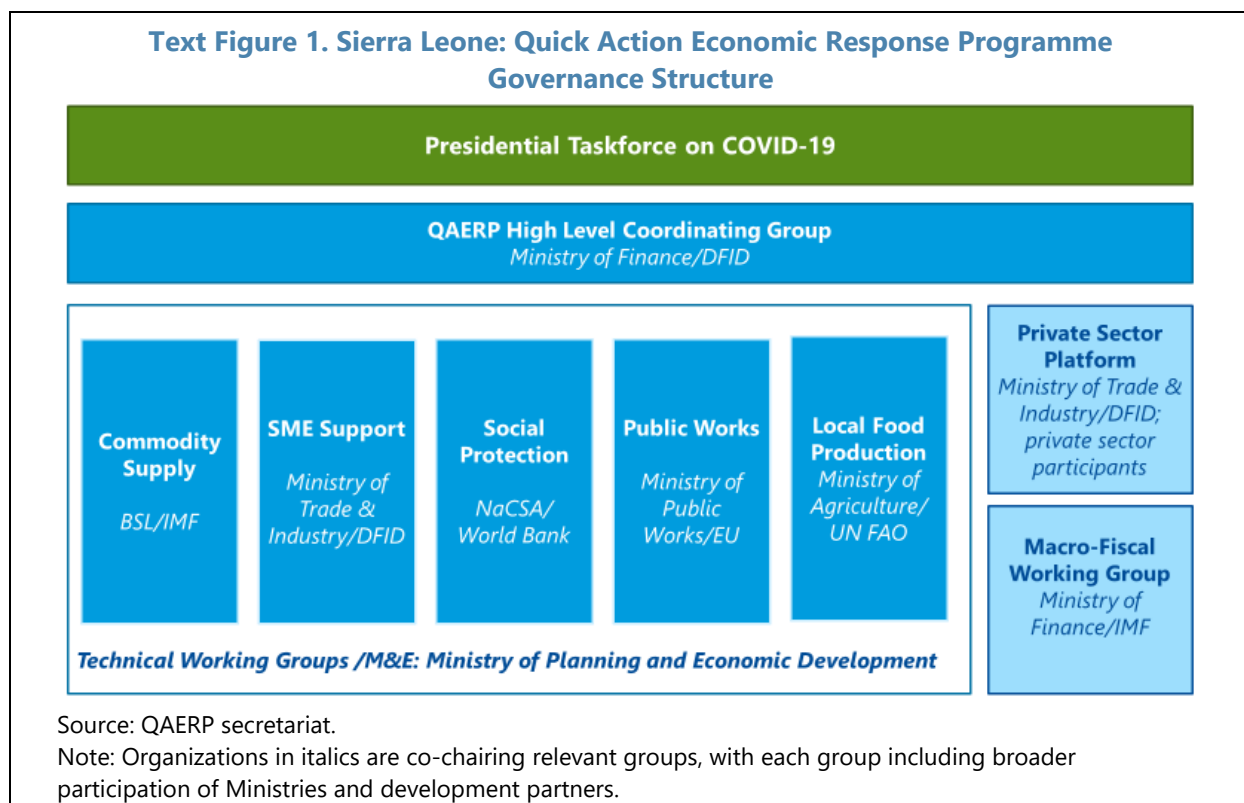 Text Figure 1. Sierra Leone: Quick Action Economic Response Programme
Governance Structure
Presidential Taskforce on COVID-19
QAERP High Level Coordinating Group
Ministry of Finance/DFID
Commodity
Supply
BSL/IMF
SME Support
Ministry of
Trade &
Industry/DFID
Social
Protection
NaCSA/
World Bank
Public Works
Ministry of
Public
Works/EU
Local Food
Production
Ministry of
Agriculture/
UN FAO
Technical Working Groups /M&E: Ministry of Planning and Economic Development
Private Sector
Platform
Ministry of Trade &
Industry/DFID;
private sector
participants
Macro-Fiscal
Working Group
Ministry of
Finance/IMF
Source: QAERP secretariat.
Note: Organizations in italics are co-chairing relevant groups, with each group including broader
participation of Ministries and development partners.